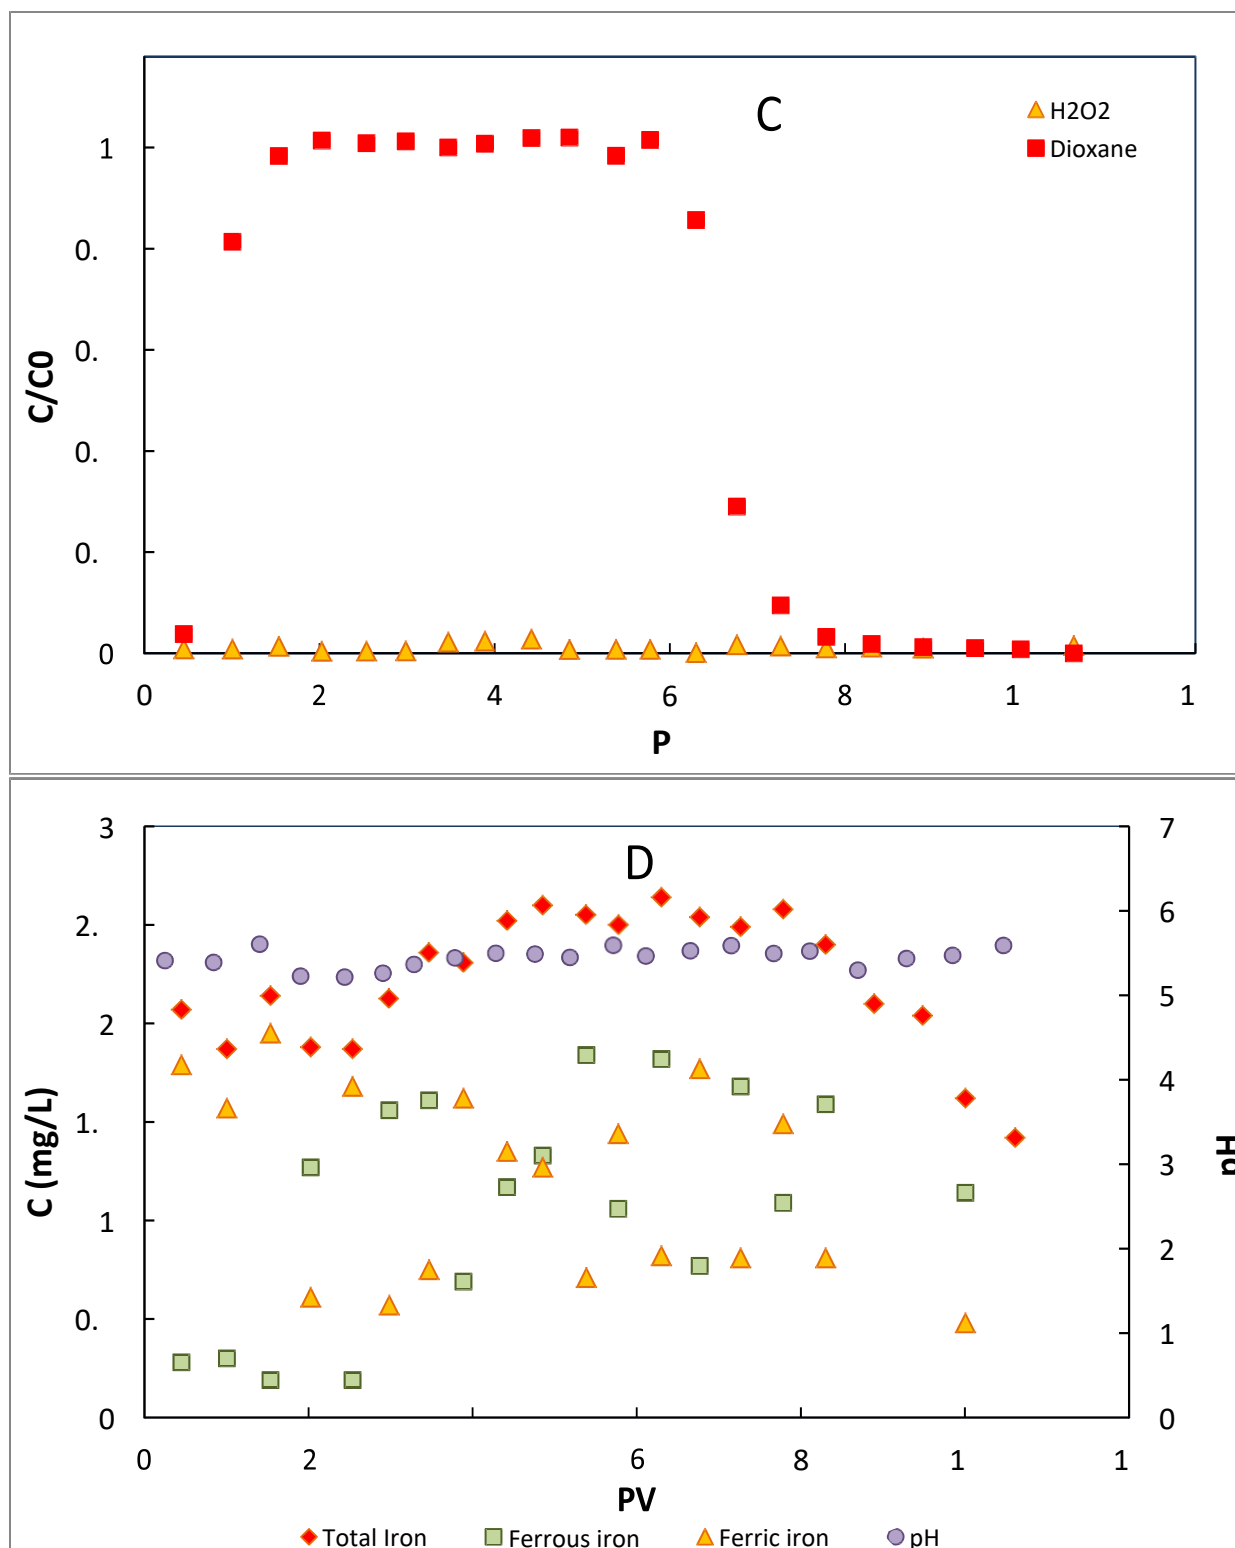 C
H2O2
Dioxane
1
0.
0.
0.
0.
0
C/C0
0 2 4 6 8 1 1
P
D
3
2.
2
1.
1
0.
0
C (mg/L)
7
6
5
4
3
2
1
0
pH
0 2 6 8 1 1
PV
Total Iron Ferrous iron Ferric iron pH